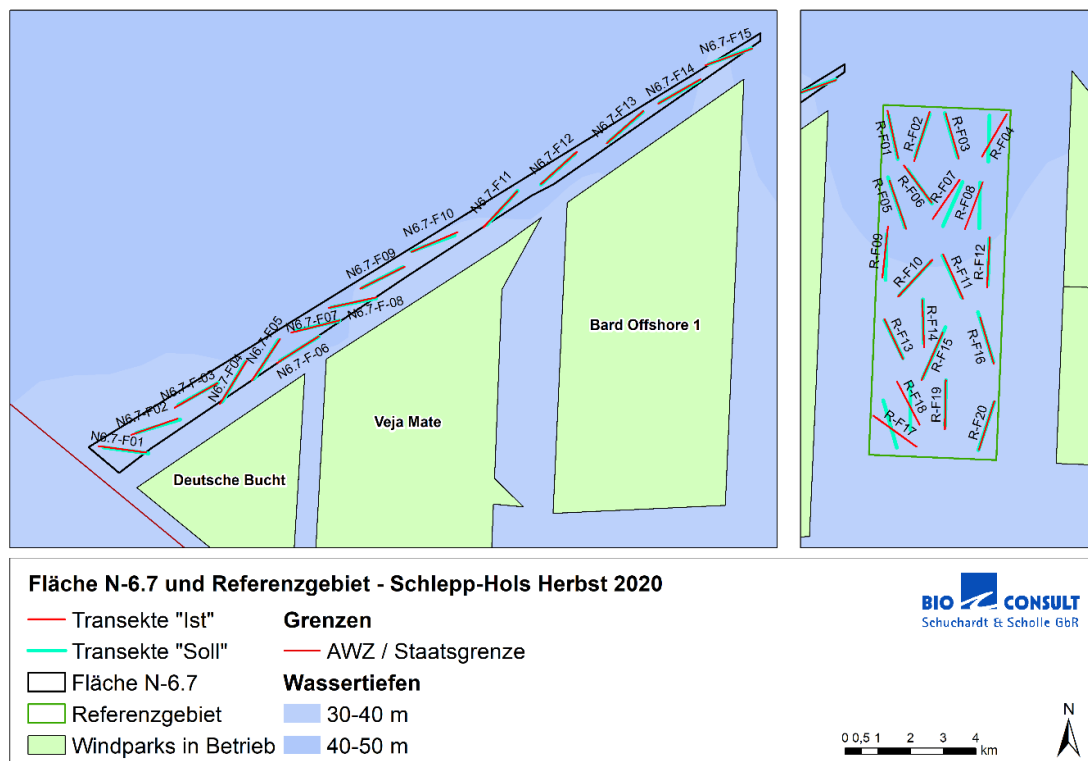 N6.7-F15
N6.7-F14
N6.7-F13
N6.7-F12
N6.7-F11
N6.7-F10
N6.7-F09
N6.7-F-08
N6.7-F07
N6.7-F-06
N6.7-F05
N6.7-F04
N6.7-F-03
N6.7-F02
N6.7-F01
Bard Offshore 1
Veja Mate
Deutsche Bucht
R-F01
R-F02
R-F03
R-F04
R-F05
R-F06
R-F07
R-F08
R-F09
R-F10
R-F11
R-F12
R-F13
R-F14
R-F15
R-F16
R-F17
R-F18
R-F19
R-F20
Fläche N-6.7 und Referenzgebiet - Schlepp-Hols Herbst 2020
Transekte "Ist"
Transekte "Soll"
Fläche N-6.7
Referenzgebiet
Windparks in Betrieb
Grenzen
AWZ / Staatsgrenze
Wassertiefen
30-40 m
40-50 m
BIO CONSULT
Schuchardt & Scholle GbR
N
0 0,5 1 2 3 4
km